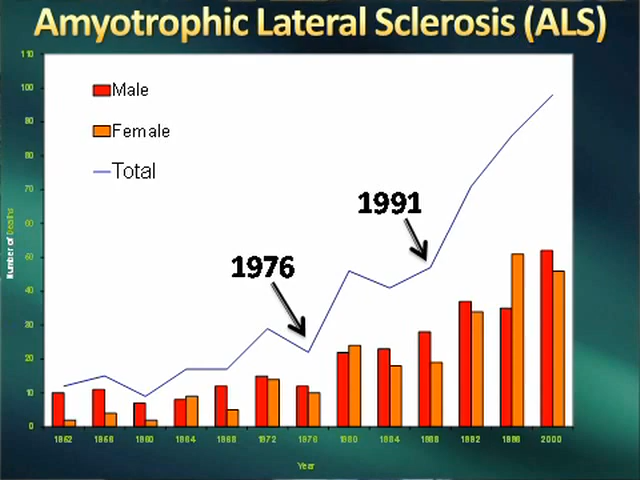 Amyotrophic Lateral Sclerosis (ALS)
110
100
90
80
70
60
50
40
30
20
10
0
Number of Deaths
Male
Female
Total
1991
1976
1952 1956 1960 1964 1968 1972 1976 1980 1984 1988 1992 1996 2000
Year